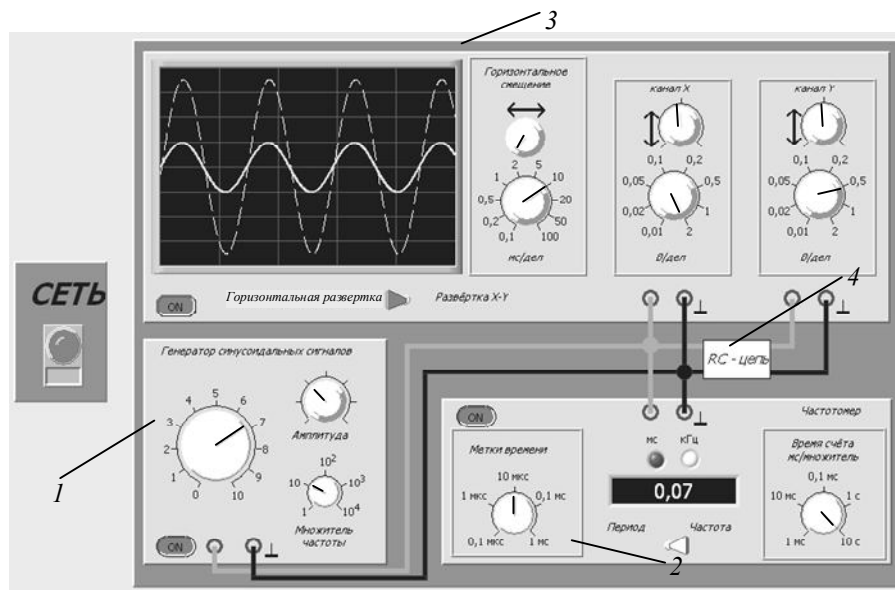 3
Горизонтальное
смещение
2 5
1 10
0,5 20
0,2 50
0,1 100
мс/дел
канал X
0,1 0,2
0,05 0,5
0,02 1
0,01 2
В/дел
канал Y
0,1 0,2
0,05 0,5
0,02 1
0,01 2
В/дел
СЕТЬ
ON
Горизонтальная развертка
Развёртка X-Y
⊥
⊥
4
RC - цепь
Генератор синусоидальных сигналов
5
4 6
3 7
2 8
1 9
0 10
Амплитуда
10²
10 10³
1 10⁴
Множитель
частоты
ON
⊥
1
ON
⊥
Частотомер
Метки времени
10 мкс
1 мкс 0,1 мс
0,1 мкс 1 мс
мс кГц
0,07
Период Частота
2
Время счёта
мс/множитель
0,1 мс
10 мс 1 с
1 мс 10 с